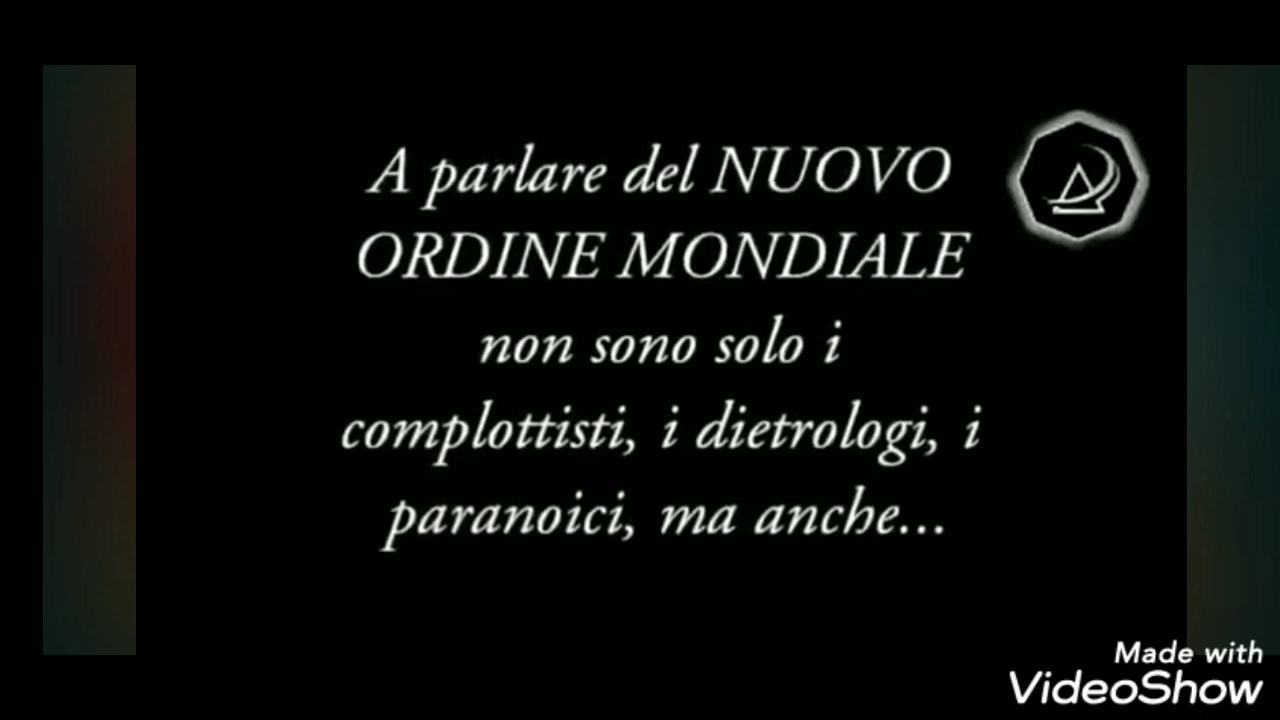 A parlare del NUOVO
ORDINE MONDIALE
non sono solo i
complottisti, i dietrologi, i
paranoici, ma anche...
Made with
VideoShow